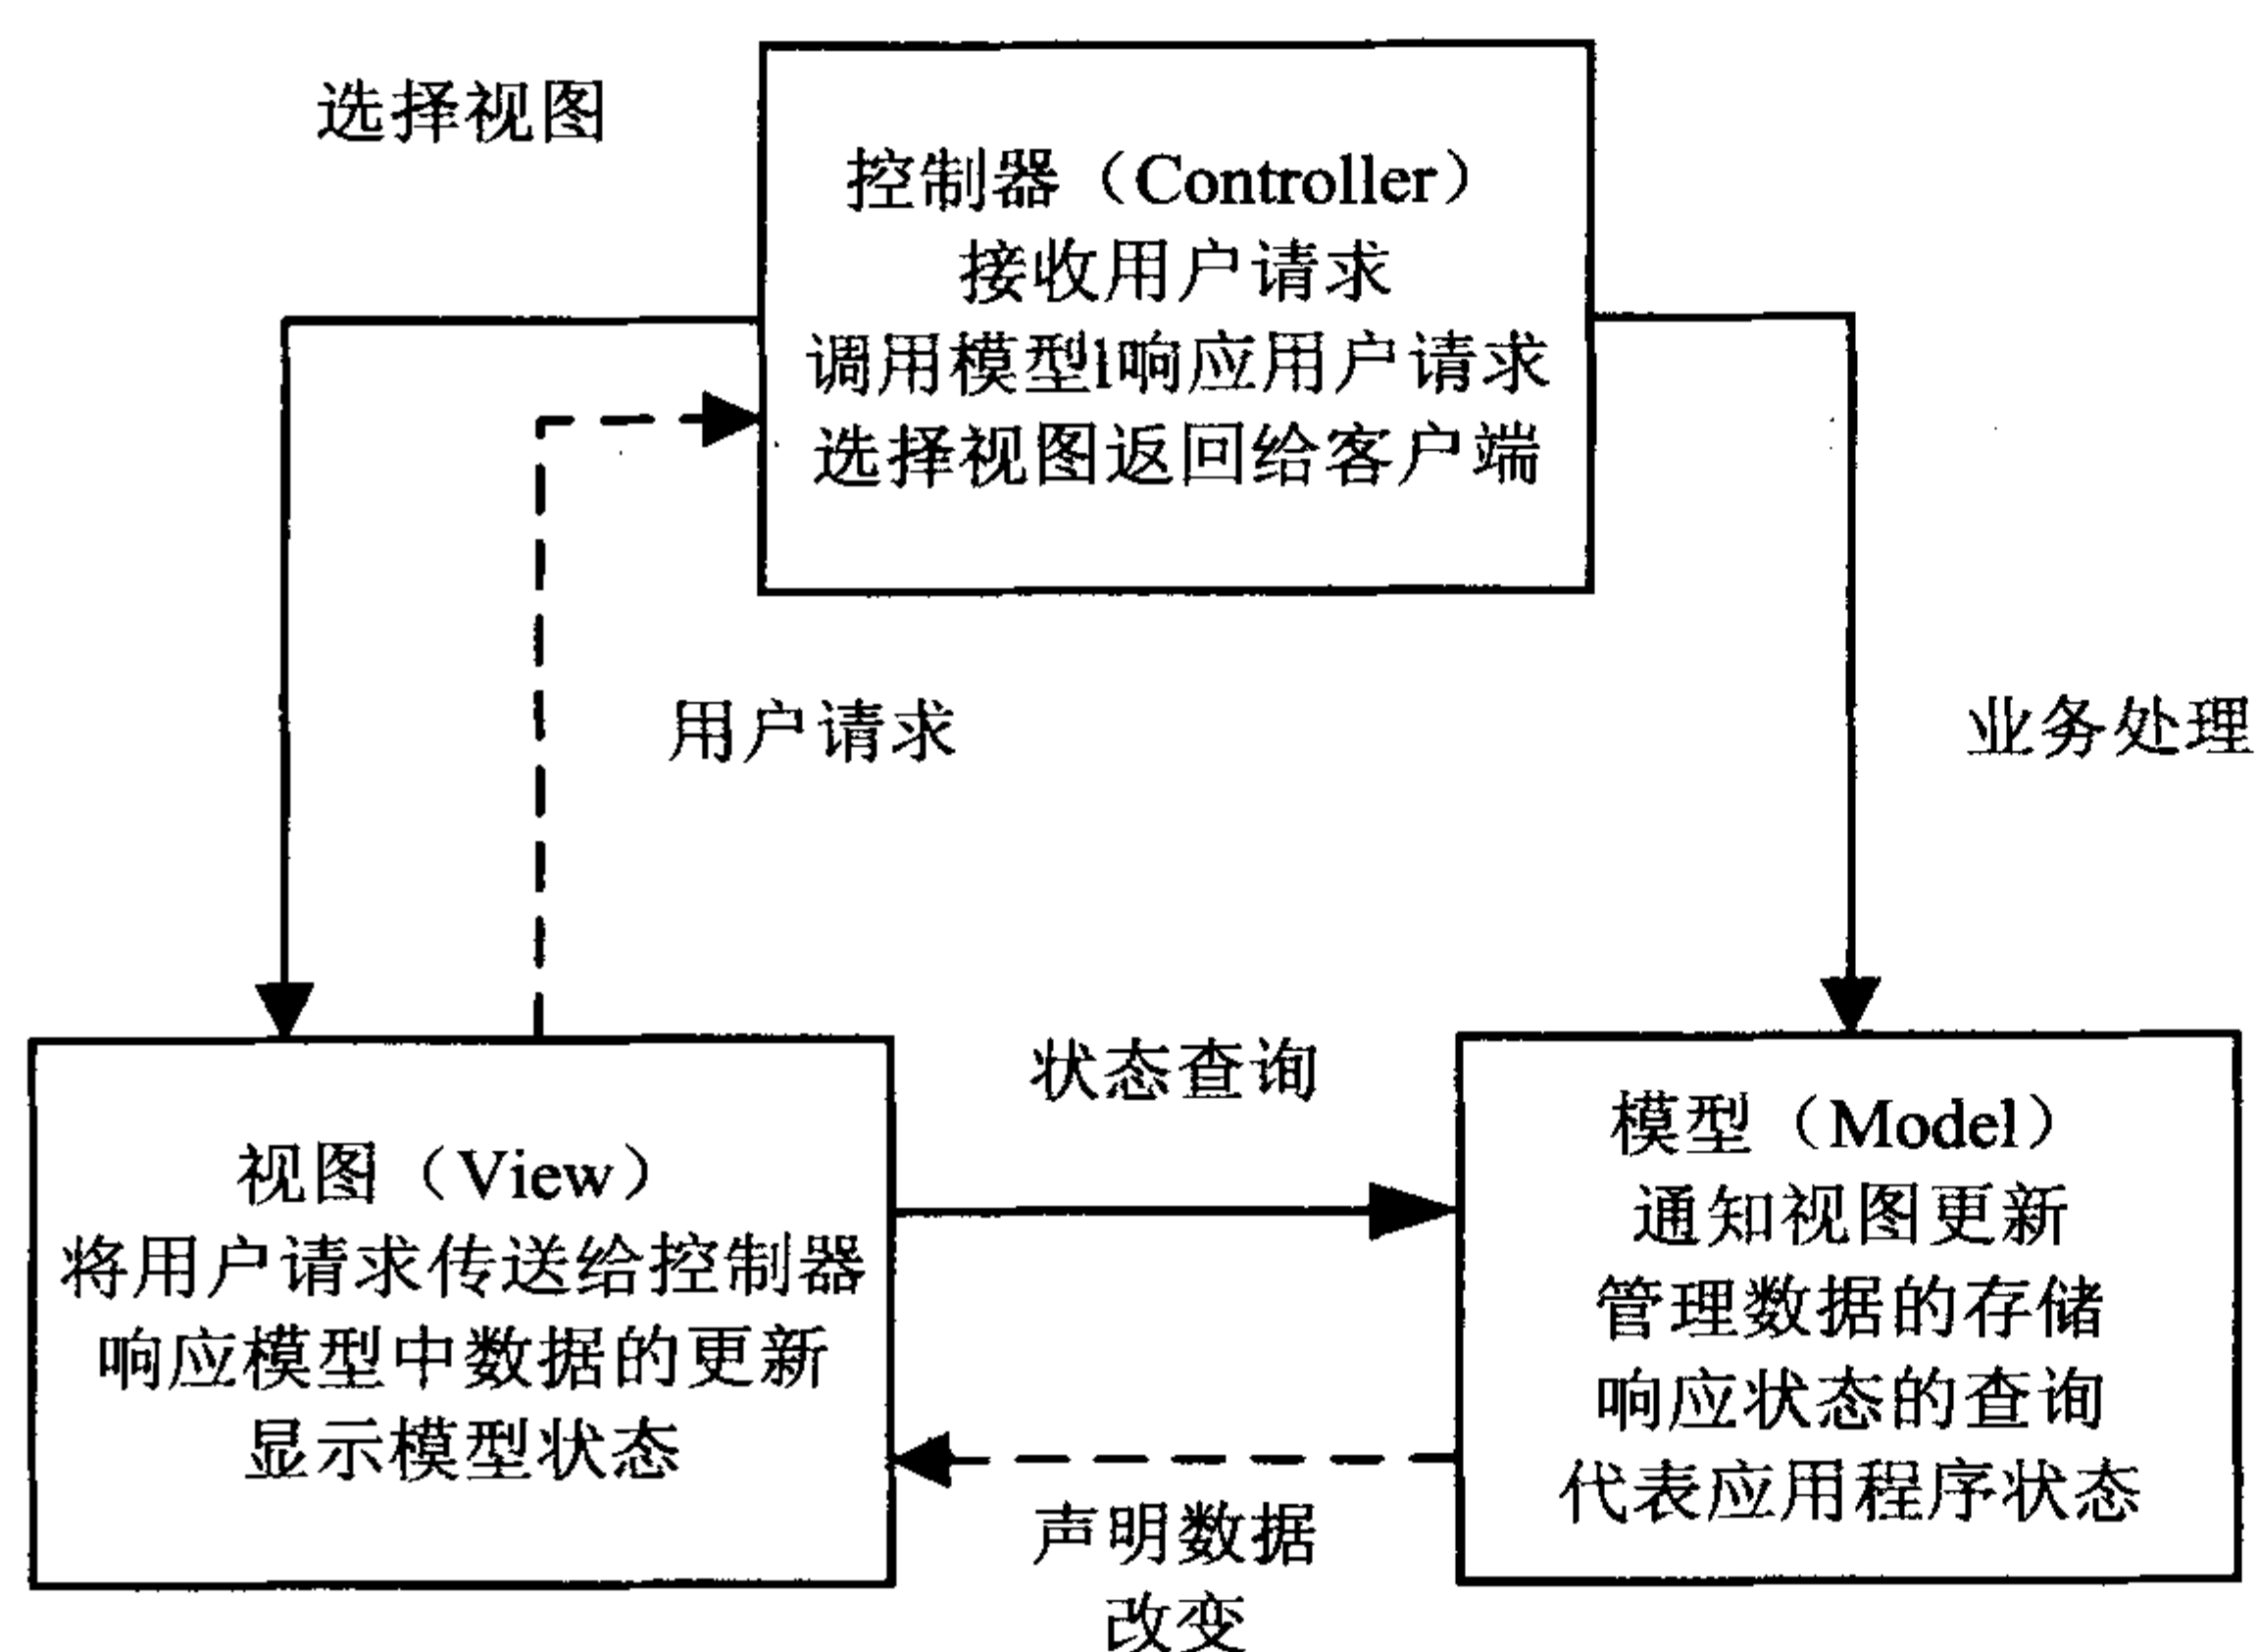 选择视图
控制器（Controller）
接收用户请求
调用模型l响应用户请求
选择视图返回给客户端
用户请求
业务处理
状态查询
视图（View）
将用户请求传送给控制器
响应模型中数据的更新
显示模型状态
模型（Model）
通知视图更新
管理数据的存储
响应状态的查询
代表应用程序状态
声明数据
改变